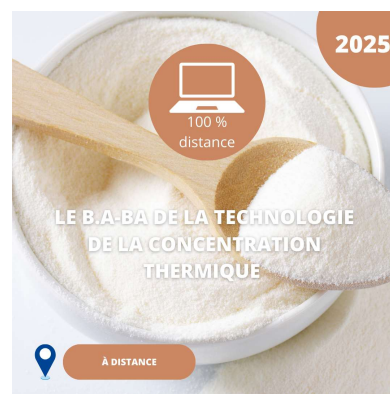 2025
100 %
distance
LE B.A-BA DE LA TECHNOLOGIE
DE LA CONCENTRATION
THERMIQUE
À DISTANCE